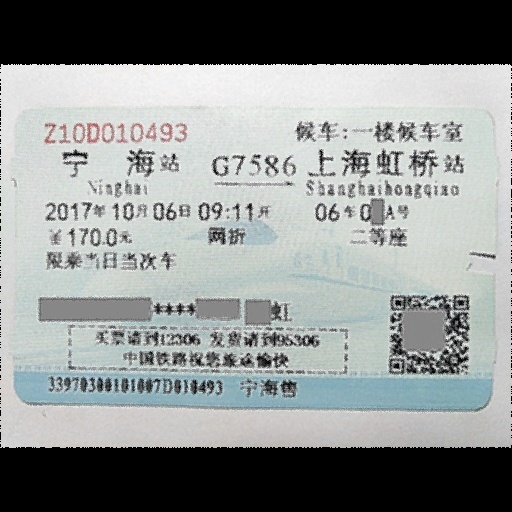 Z10D010493 候车:一楼候车室
宁海站 G7586 上海虹桥站
Ninghai Shanghaihongqiao
2017年10月06日09:11开 06车0 A号
￥170.0元 网折 二等座
限乘当日当次车
**** 虹
买票请到12306 发货请到95306
中国铁路祝您旅途愉快
33970300101007D010493 宁海售